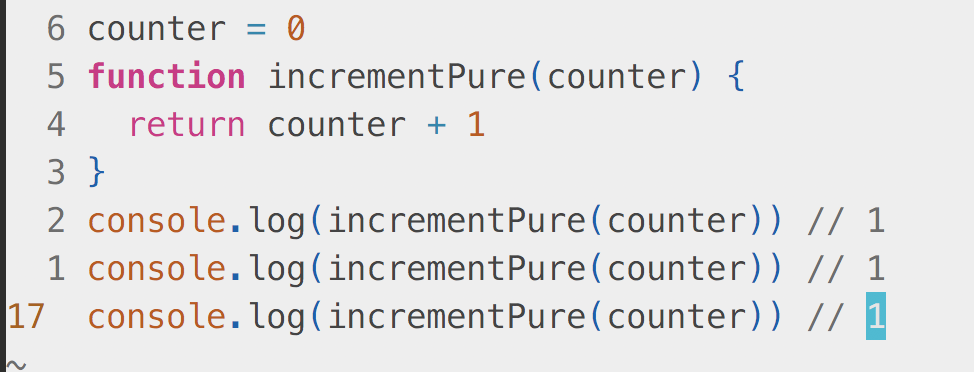 6 counter = 0
5 function incrementPure(counter) {
4   return counter + 1
3 }
2 console.log(incrementPure(counter)) // 1
1 console.log(incrementPure(counter)) // 1
17 console.log(incrementPure(counter)) // 1
~